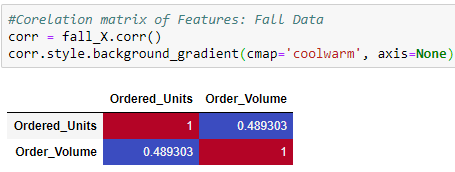 #Corelation matrix of Features: Fall Data
corr = fall_X.corr()
corr.style.background_gradient(cmap='coolwarm', axis=None)
Ordered_Units Order_Volume
Ordered_Units 1 0.489303
Order_Volume 0.489303 1